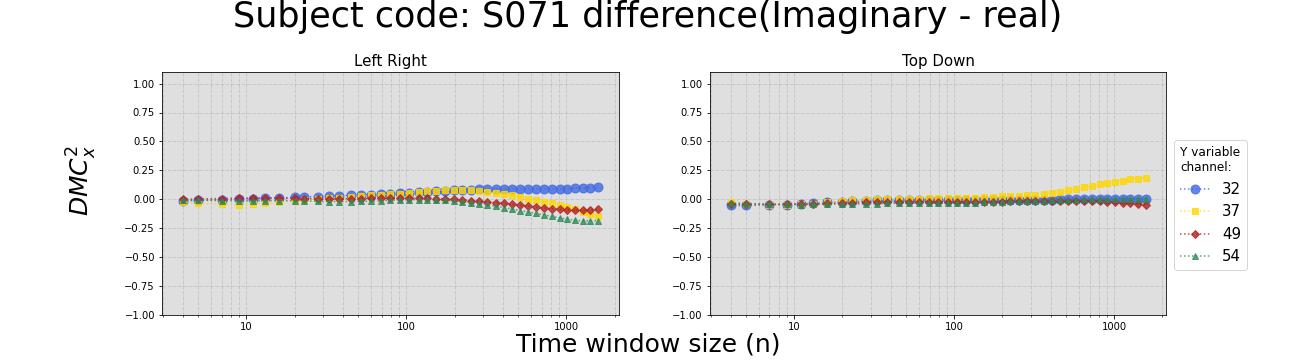 Subject code: S071 difference(Imaginary - real)
Left Right
Top Down
DMC²ₓ
1.00
0.75
0.50
0.25
0.00
−0.25
−0.50
−0.75
−1.00
10 100 1000
1.00
0.75
0.50
0.25
0.00
−0.25
−0.50
−0.75
−1.00
10 100 1000
Y variable
channel:
32
37
49
54
Time window size (n)